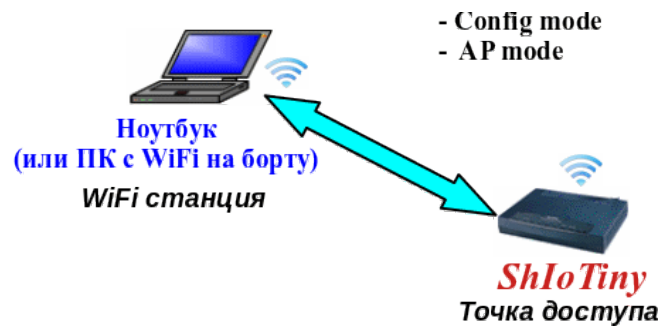 - Config mode
- AP mode
Ноутбук
(или ПК с WiFi на борту)
WiFi станция
ShIoTiny
Точка доступа